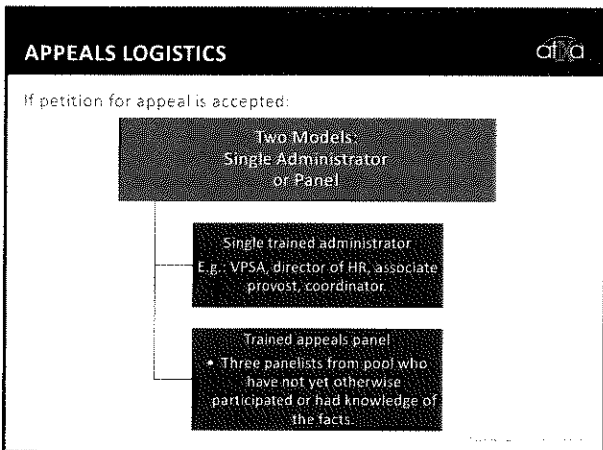 APPEALS LOGISTICS
If petition for appeal is accepted:
Two Models:
Single Administrator
or Panel
Single trained administrator
E.g.: VPSA, director of HR, associate
provost, coordinator.
Trained appeals panel
• Three panelists from pool who
have not yet otherwise
participated or had knowledge of
the facts.